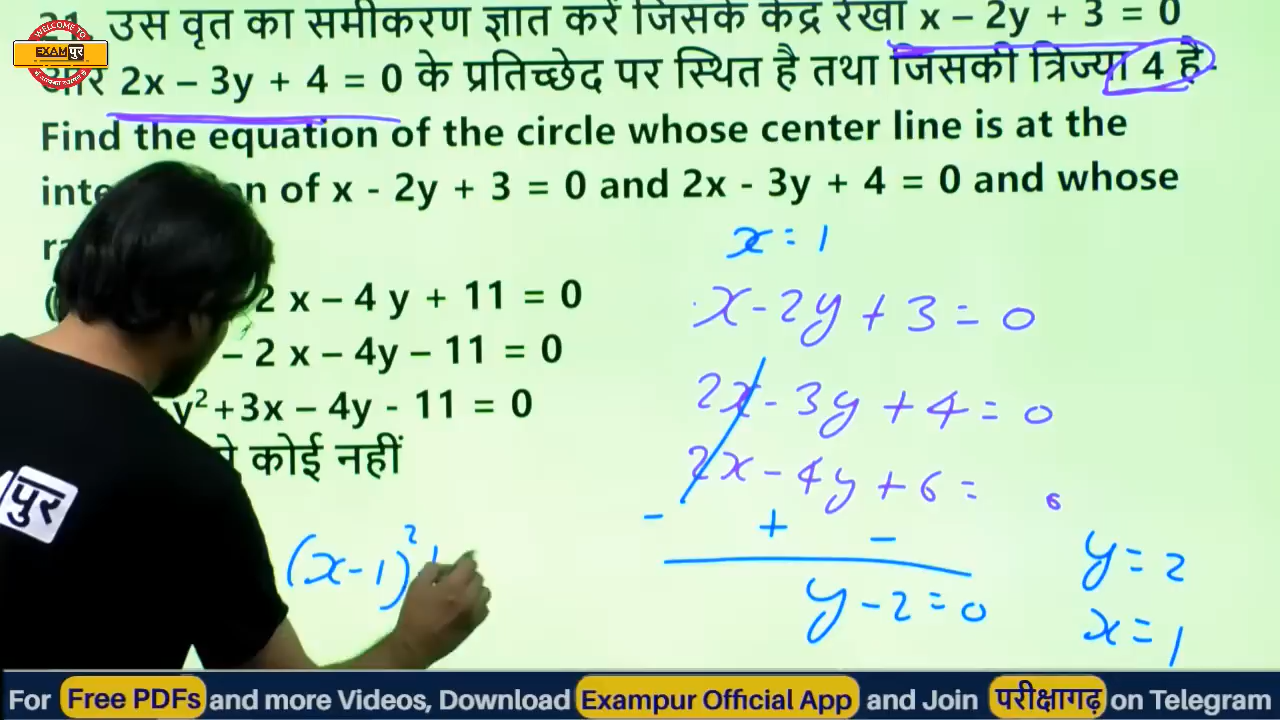 उस वृत का समीकरण ज्ञात करें जिसके केंद्र रेखा x – 2y + 3 = 0
और 2x – 3y + 4 = 0 के प्रतिच्छेद पर स्थित है तथा जिसकी त्रिज्या 4 है.
Find the equation of the circle whose center line is at the
of x - 2y + 3 = 0 and 2x - 3y + 4 = 0 and whose
2 x – 4 y + 11 = 0
– 2 x – 4y – 11 = 0
y²+3x – 4y - 11 = 0
कोई नहीं
x = 1
x - 2y + 3 = 0
2x - 3y + 4 = 0
2x - 4y + 6 = 0
- + -
y - 2 = 0
y = 2
x = 1
(x-1)²
WELCOME TO
EXAMपुर
पुर
For Free PDFs and more Videos, Download Exampur Official App and Join परीक्षागढ़ on Telegram